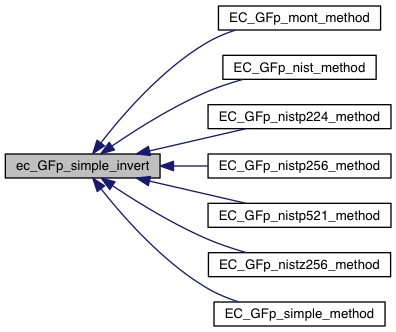 EC_GFp_mont_method
EC_GFp_nist_method
EC_GFp_nistp224_method
ec_GFp_simple_invert
EC_GFp_nistp256_method
EC_GFp_nistp521_method
EC_GFp_nistz256_method
EC_GFp_simple_method